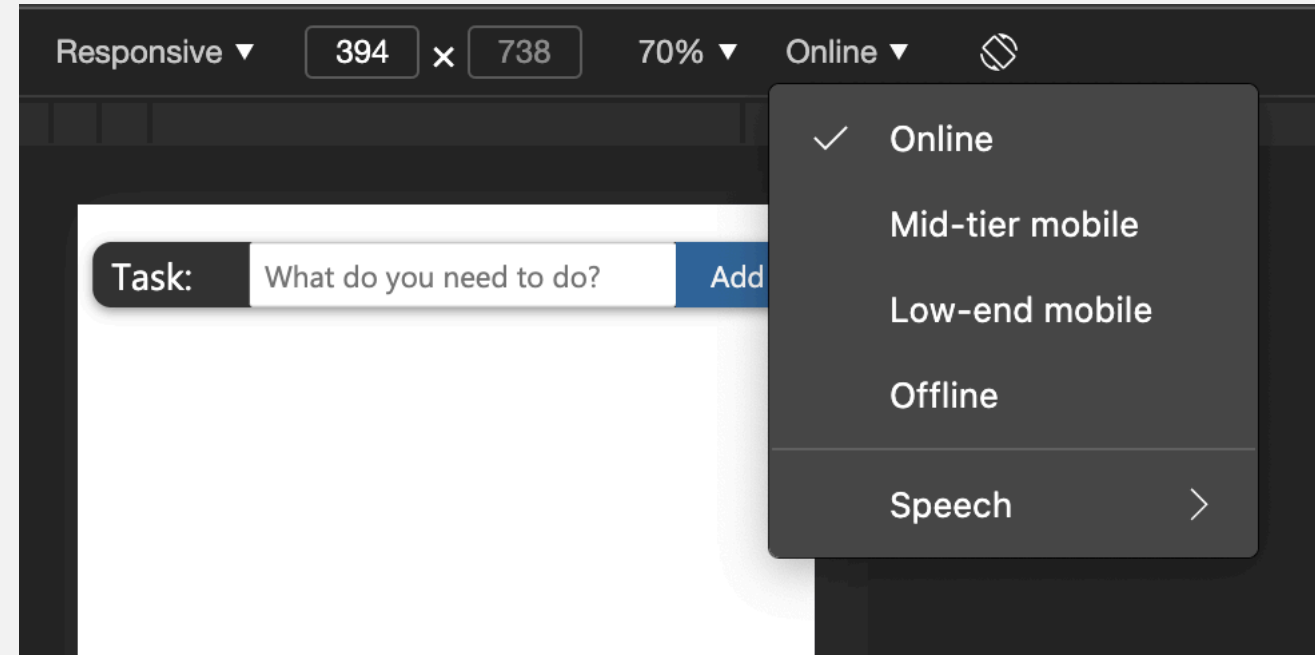 Responsive ▼ 394 × 738 70% ▼ Online ▼
Online
Mid-tier mobile
Task: What do you need to do? Add
Low-end mobile
Offline
Speech